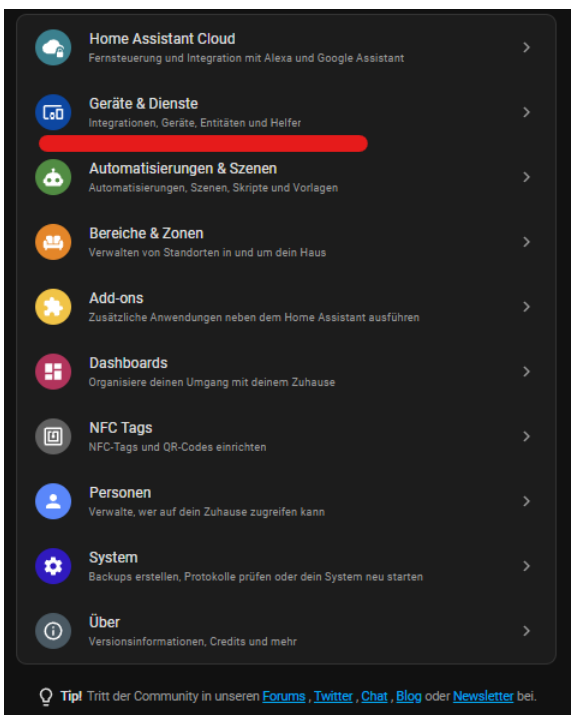 Home Assistant Cloud
Fernsteuerung und Integration mit Alexa und Google Assistant
Geräte & Dienste
Integrationen, Geräte, Entitäten und Helfer
Automatisierungen & Szenen
Automatisierungen, Szenen, Skripte und Vorlagen
Bereiche & Zonen
Verwalten von Standorten in und um dein Haus
Add-ons
Zusätzliche Anwendungen neben dem Home Assistant ausführen
Dashboards
Organisiere deinen Umgang mit deinem Zuhause
NFC Tags
NFC-Tags und QR-Codes einrichten
Personen
Verwalte, wer auf dein Zuhause zugreifen kann
System
Backups erstellen, Protokolle prüfen oder dein System neu starten
Über
Versionsinformationen, Credits und mehr
Tip! Tritt der Community in unseren Forums , Twitter , Chat , Blog oder Newsletter bei.